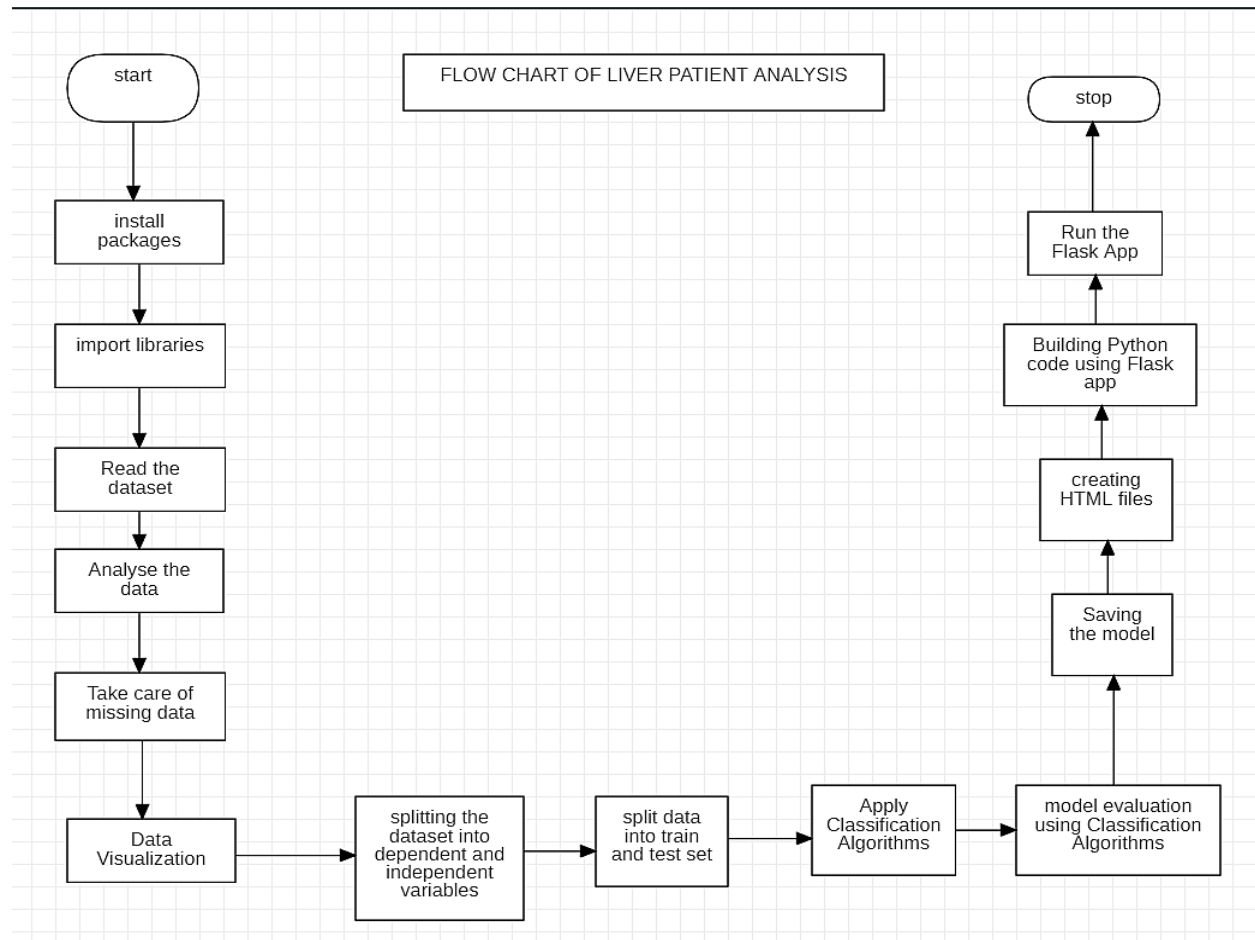 start
FLOW CHART OF LIVER PATIENT ANALYSIS
stop
install
packages
import libraries
Read the
dataset
Analyse the
data
Take care of
missing data
Data
Visualization
splitting the
dataset into
dependent and
independent
variables
split data
into train
and test set
Apply
Classification
Algorithms
model evaluation
using Classification
Algorithms
Saving
the model
creating
HTML files
Building Python
code using Flask
app
Run the
Flask App